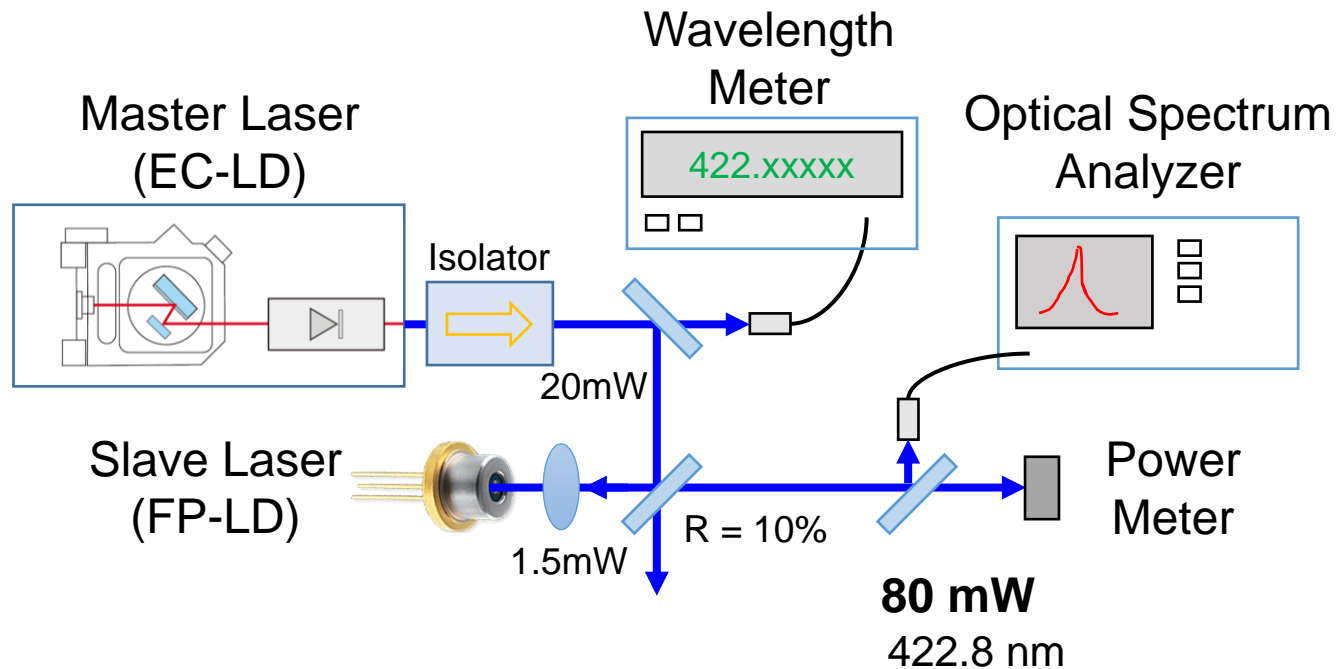 Wavelength
Meter
Master Laser
(EC-LD)
Optical Spectrum
Analyzer
422.xxxxx
Isolator
20mW
Slave Laser
(FP-LD)
Power
Meter
R = 10%
1.5mW
80 mW
422.8 nm